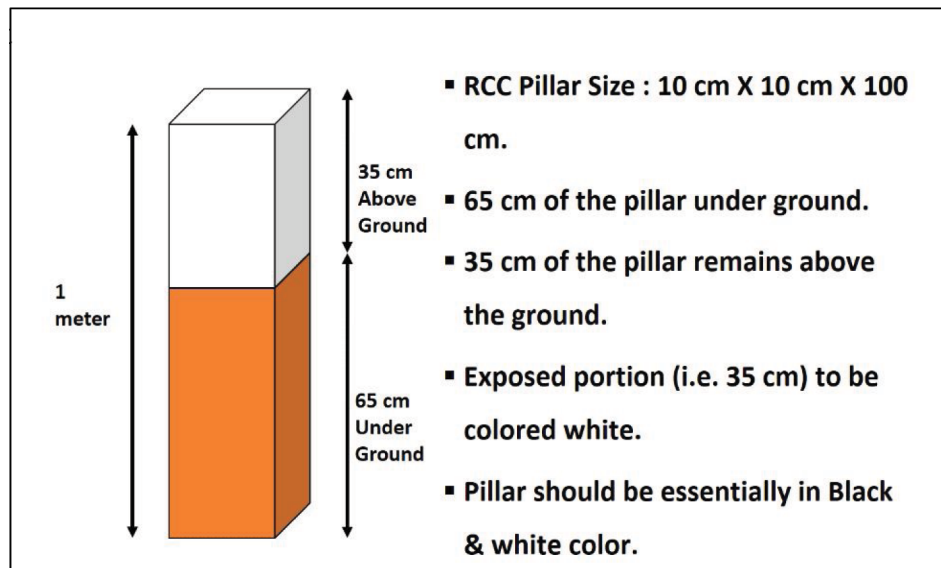 1
meter
35 cm
Above
Ground
65 cm
Under
Ground
▪ RCC Pillar Size : 10 cm X 10 cm X 100
cm.
▪ 65 cm of the pillar under ground.
▪ 35 cm of the pillar remains above
the ground.
▪ Exposed portion (i.e. 35 cm) to be
colored white.
▪ Pillar should be essentially in Black
& white color.